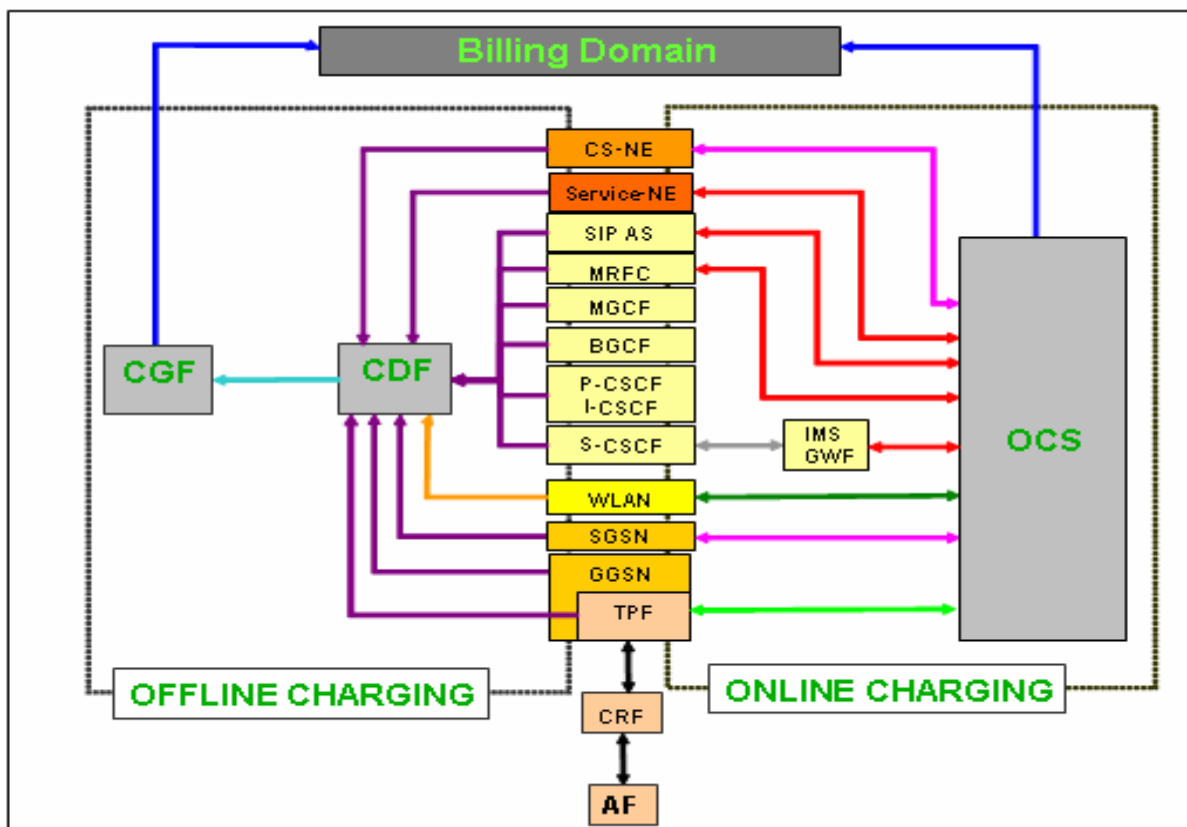 Billing Domain
CS-NE
Service-NE
SIP AS
MRFC
MGCF
BGCF
CGF
CDF
P-CSCF
I-CSCF
S-CSCF
IMS
GWF
OCS
WLAN
SGSN
GGSN
TPF
OFFLINE CHARGING
ONLINE CHARGING
CRF
AF